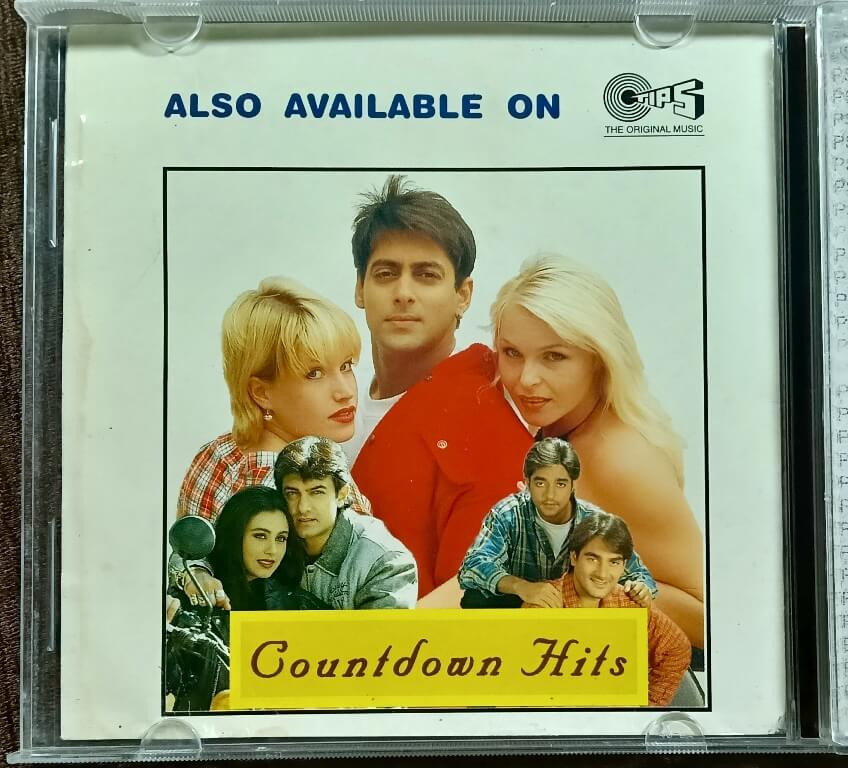 ALSO AVAILABLE ON
TIPS
THE ORIGINAL MUSIC
Countdown Hits